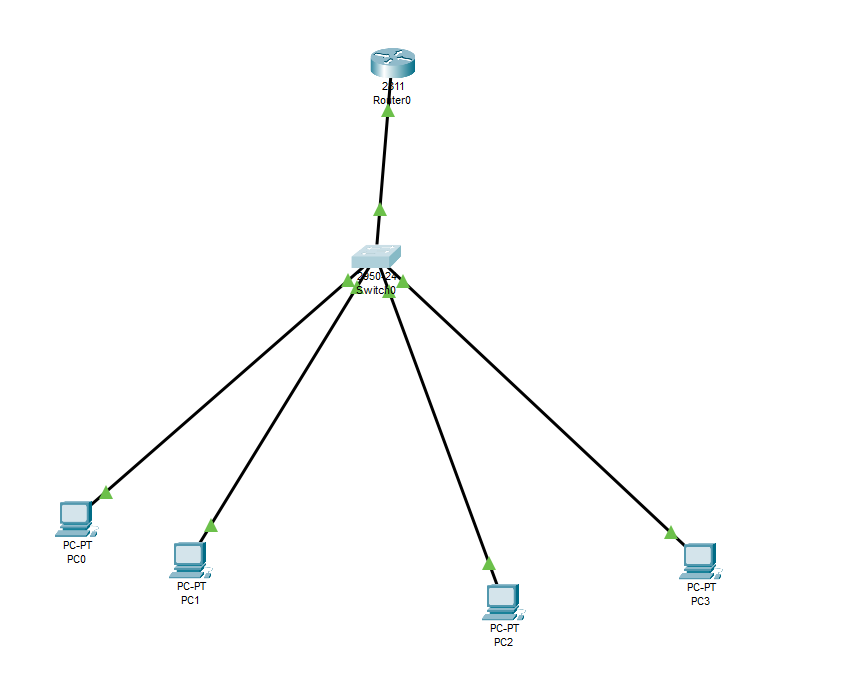 2811
Router0
2950-24
Switch0
PC-PT
PC0
PC-PT
PC1
PC-PT
PC2
PC-PT
PC3